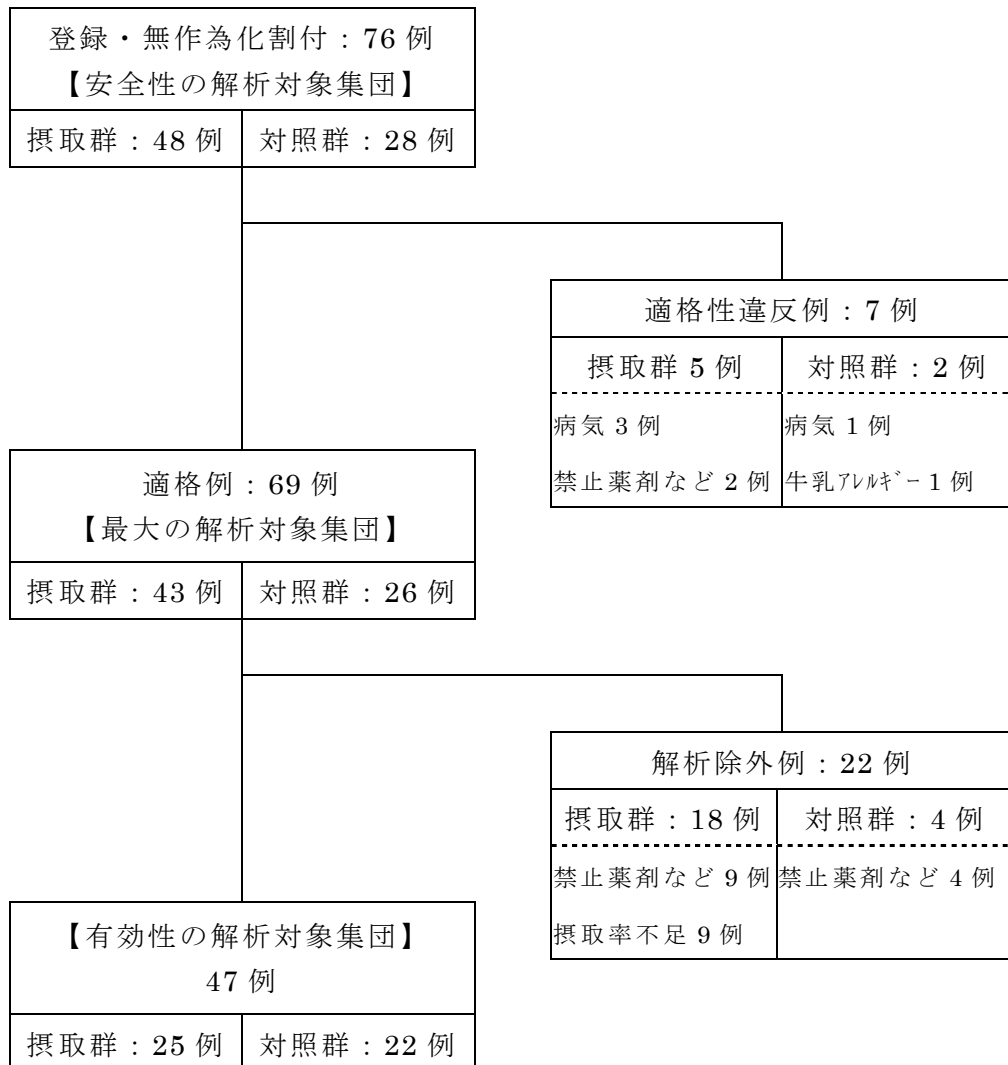 登録・無作為化割付：76 例
【安全性の解析対象集団】
摂取群：48 例 対照群：28 例
適格性違反例：7 例
摂取群 5 例 対照群：2 例
病気 3 例 病気 1 例
禁止薬剤など 2 例 牛乳ｱﾚﾙｷﾞｰ 1 例
適格例：69 例
【最大の解析対象集団】
摂取群：43 例 対照群：26 例
解析除外例：22 例
摂取群：18 例 対照群：4 例
禁止薬剤など 9 例 禁止薬剤など 4 例
摂取率不足 9 例
【有効性の解析対象集団】
47 例
摂取群：25 例 対照群：22 例